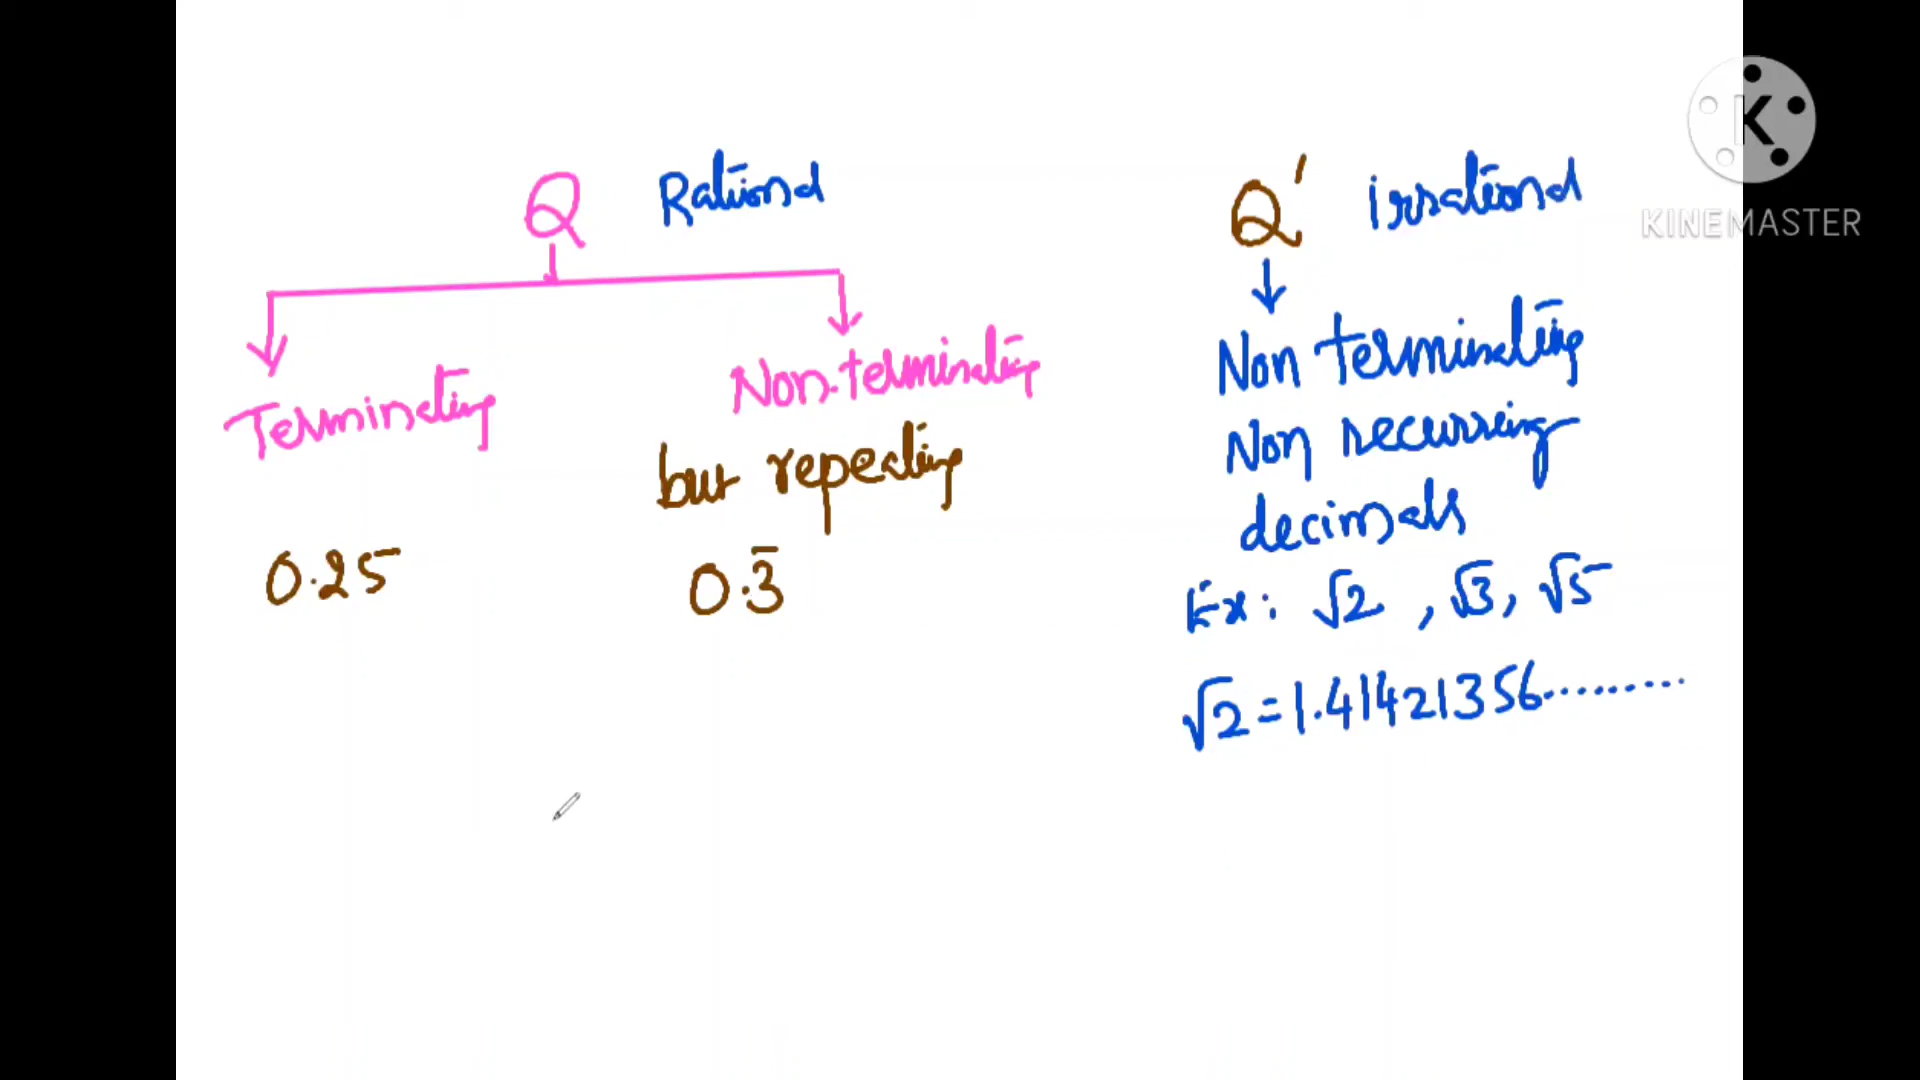 Q Rational
Terminating
Non-terminating
but repeating
0.25
0.3̅
Q' Irrational
Non terminating
Non recurring
decimals
Ex: √2 , √3, √5
√2 = 1.41421356..........
K
KINEMASTER